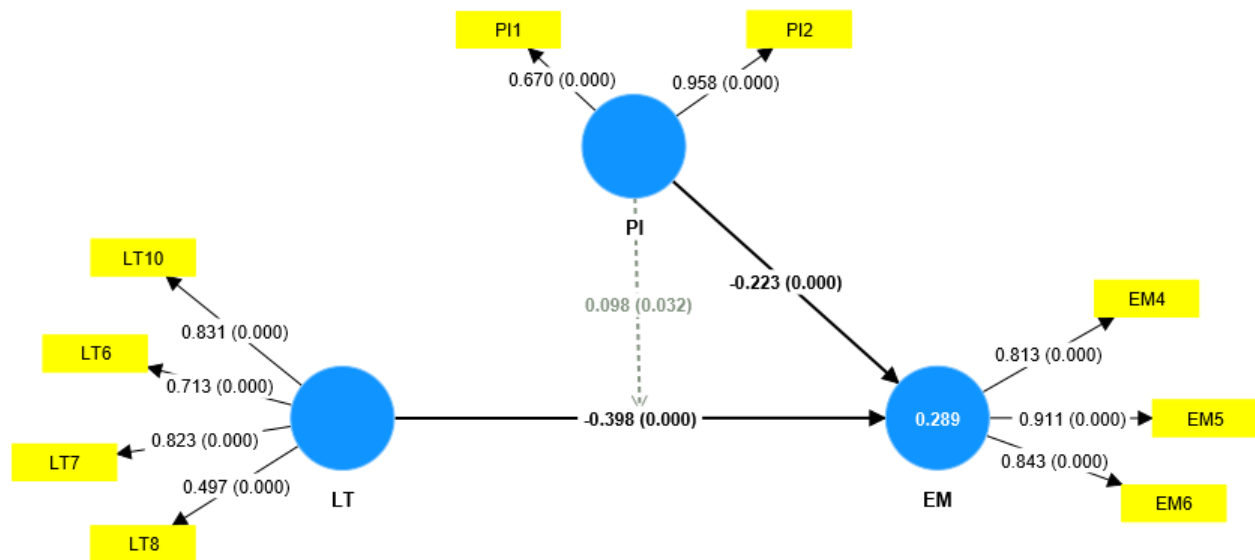 PI1
PI2
0.670 (0.000)
0.958 (0.000)
PI
LT10
-0.223 (0.000)
0.098 (0.032)
EM4
0.831 (0.000)
LT6
0.813 (0.000)
0.713 (0.000)
-0.398 (0.000)
0.289
0.911 (0.000)
EM5
0.823 (0.000)
LT7
0.843 (0.000)
0.497 (0.000)
LT
EM
EM6
LT8